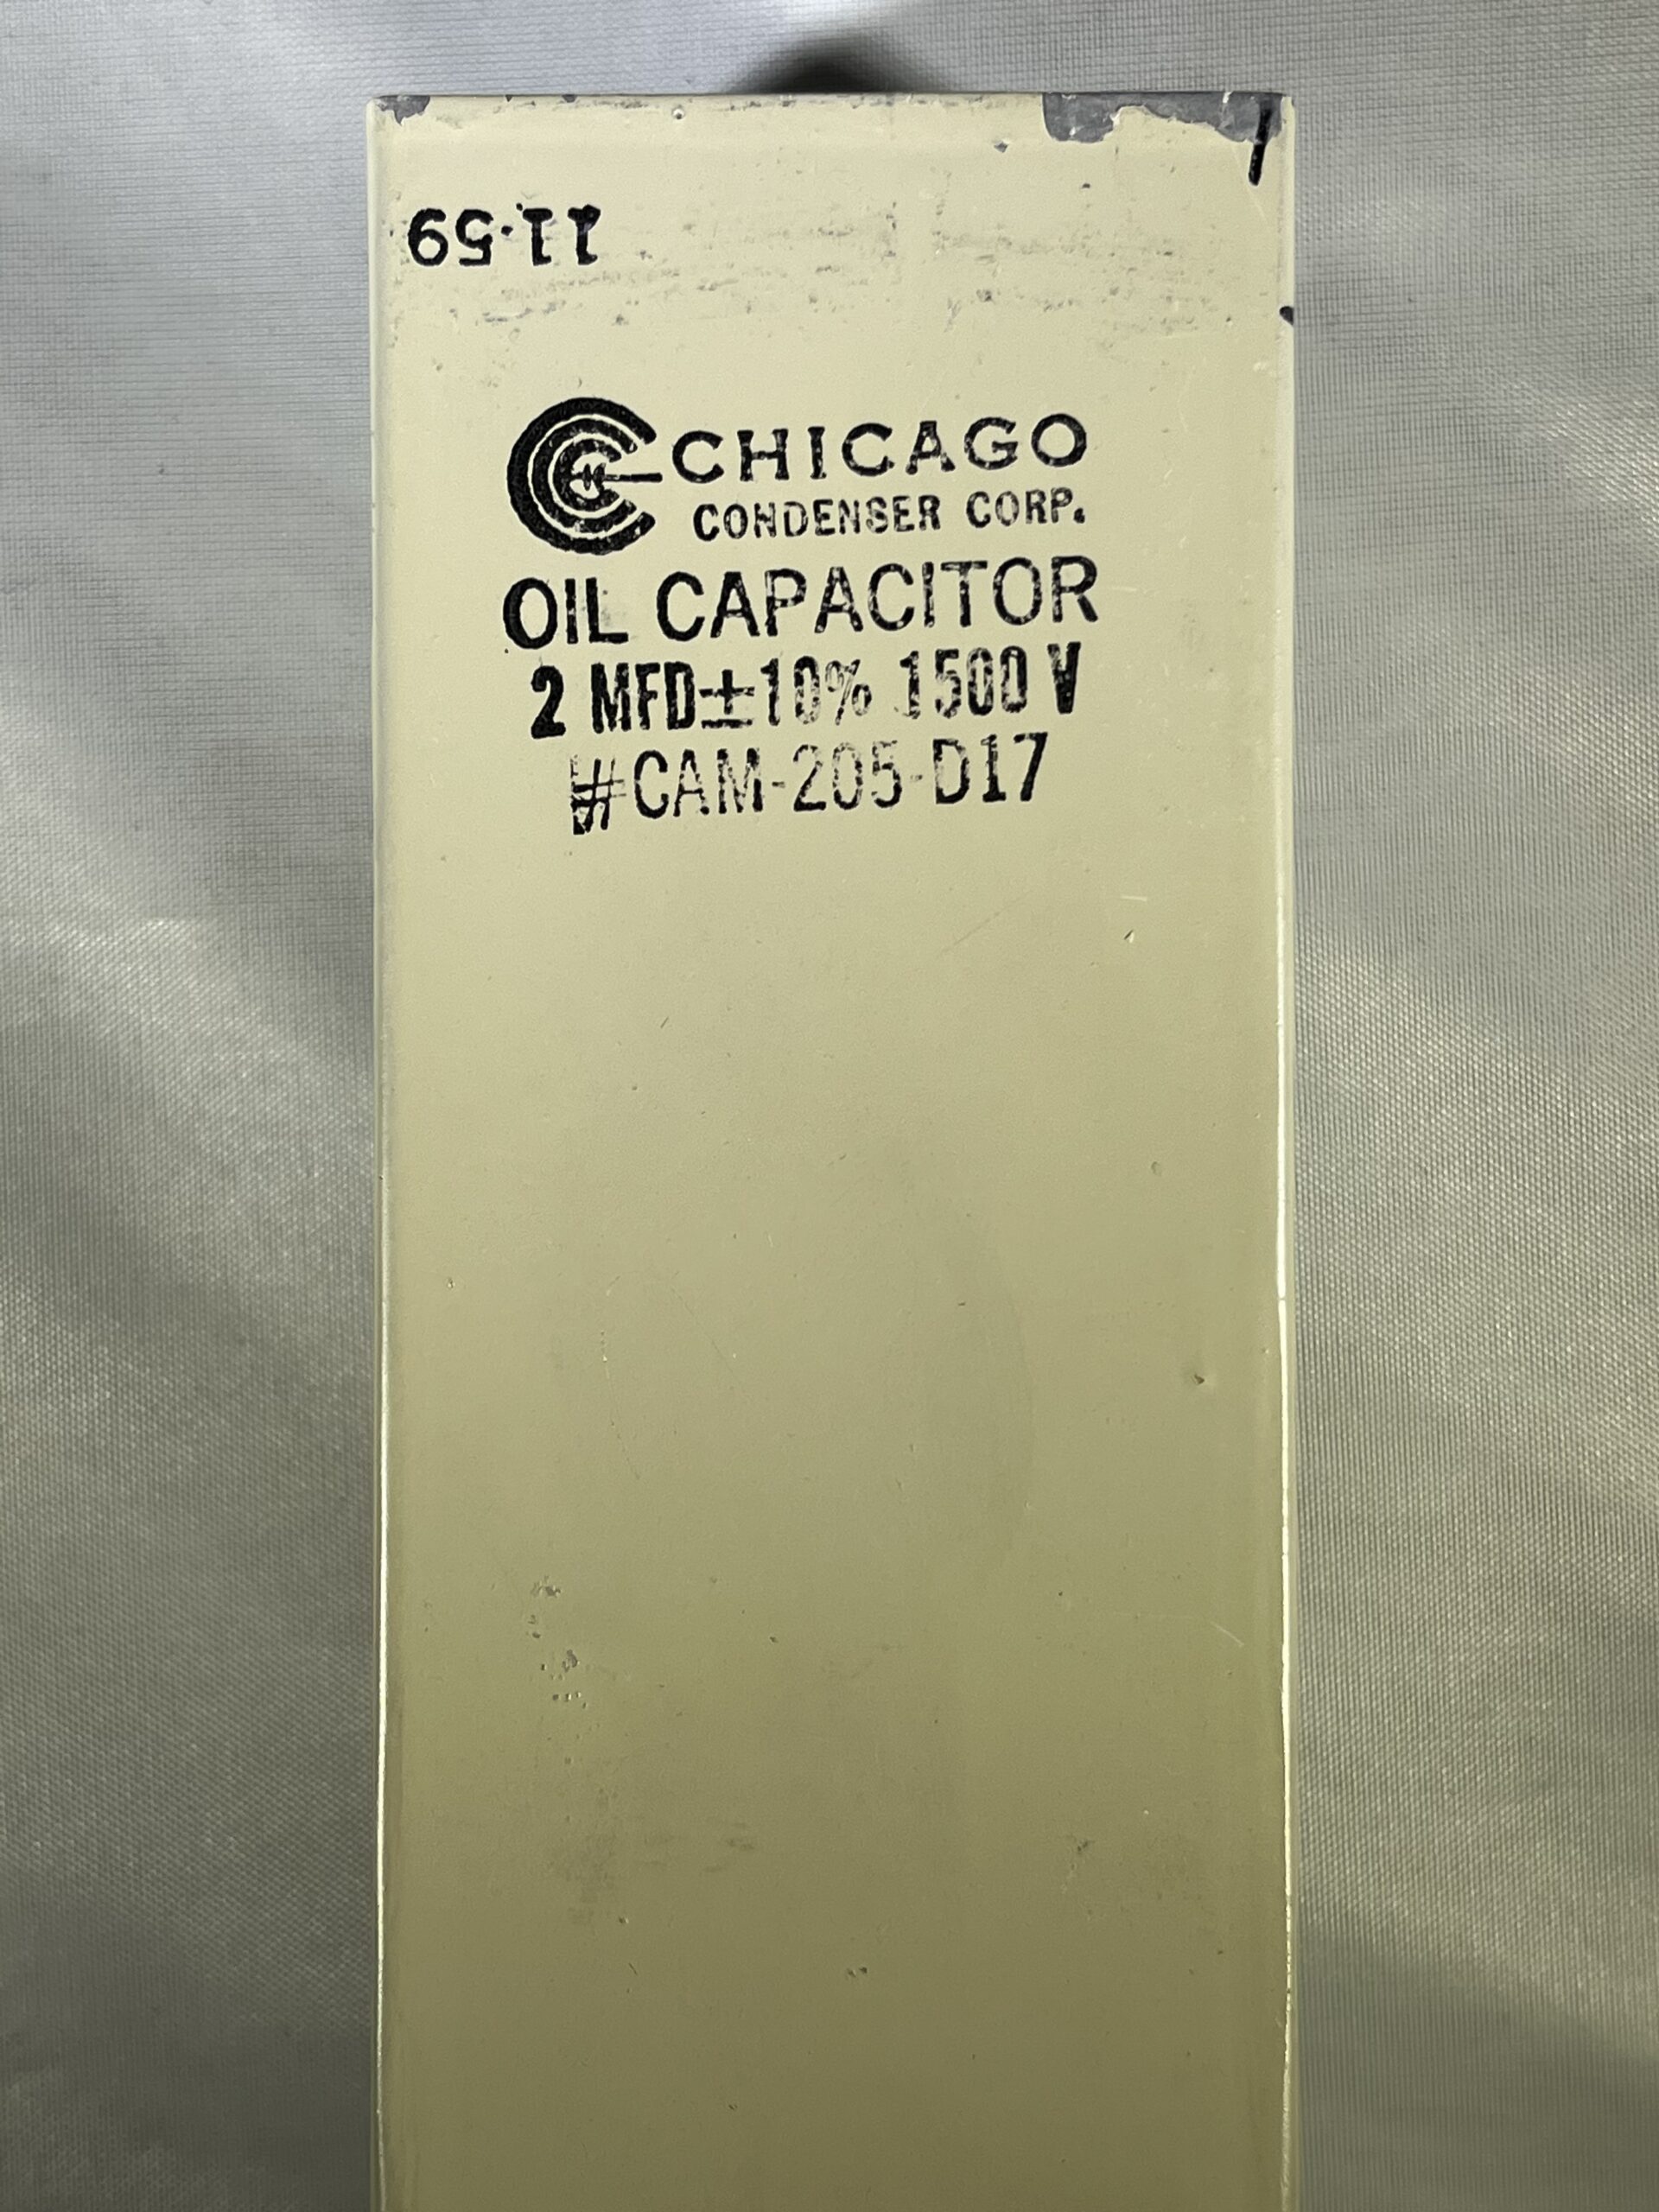 11·59
CHICAGO
CONDENSER CORP.
OIL CAPACITOR
2 MFD±10% 1500 V
#CAM-205-D17